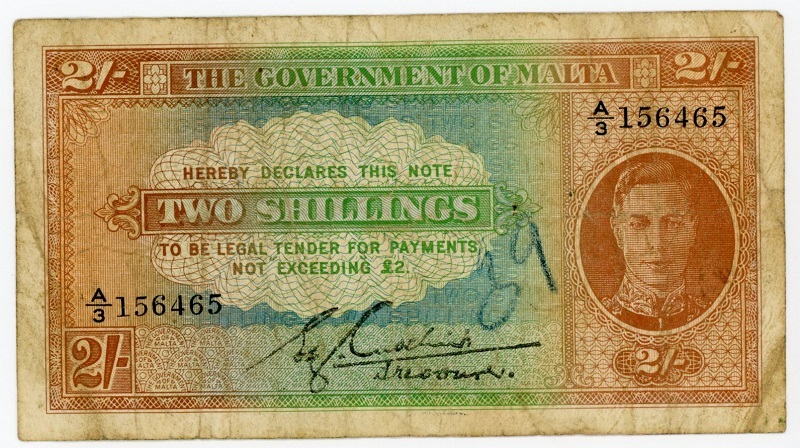 2/- THE GOVERNMENT OF MALTA 2/-
A/3 156465
HEREBY DECLARES THIS NOTE
TWO SHILLINGS
TO BE LEGAL TENDER FOR PAYMENTS
NOT EXCEEDING £2.
39
A/3 156465
Treasurer.
2/- 2/-